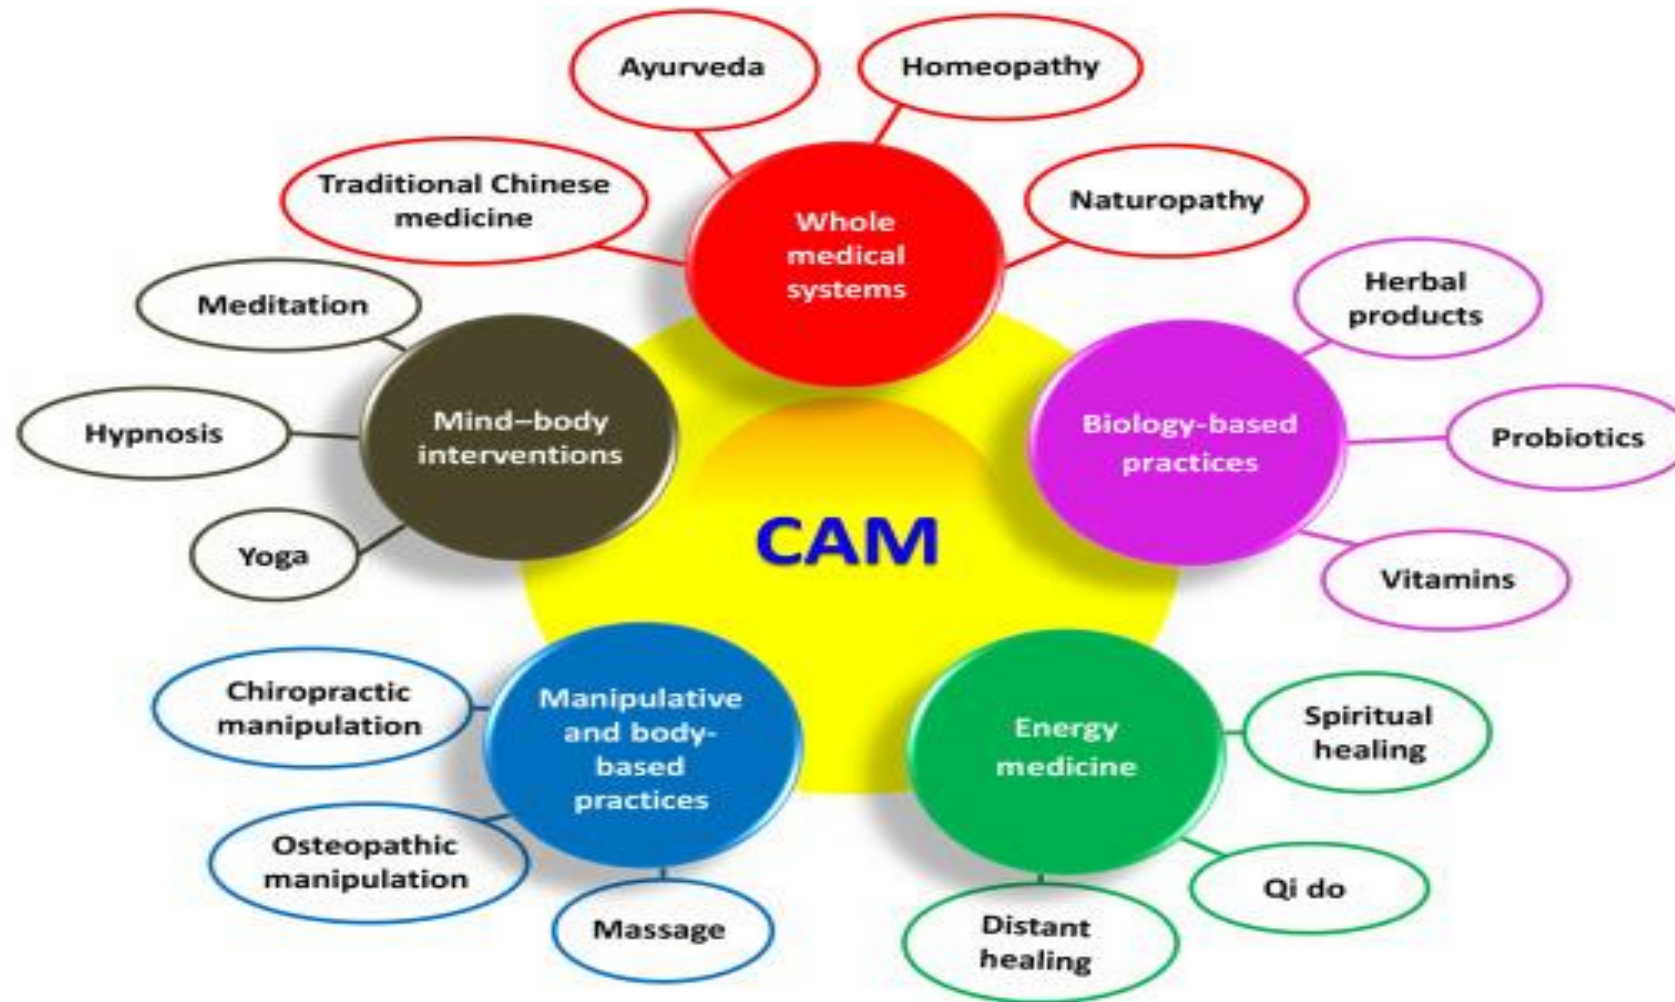 Ayurveda
Homeopathy
Traditional Chinese
medicine
Whole
medical
systems
Naturopathy
Meditation
Herbal
products
Hypnosis
Mind–body
interventions
Biology-based
practices
Probiotics
CAM
Yoga
Vitamins
Chiropractic
manipulation
Manipulative
and body-
based
practices
Energy
medicine
Spiritual
healing
Osteopathic
manipulation
Qi do
Massage
Distant
healing